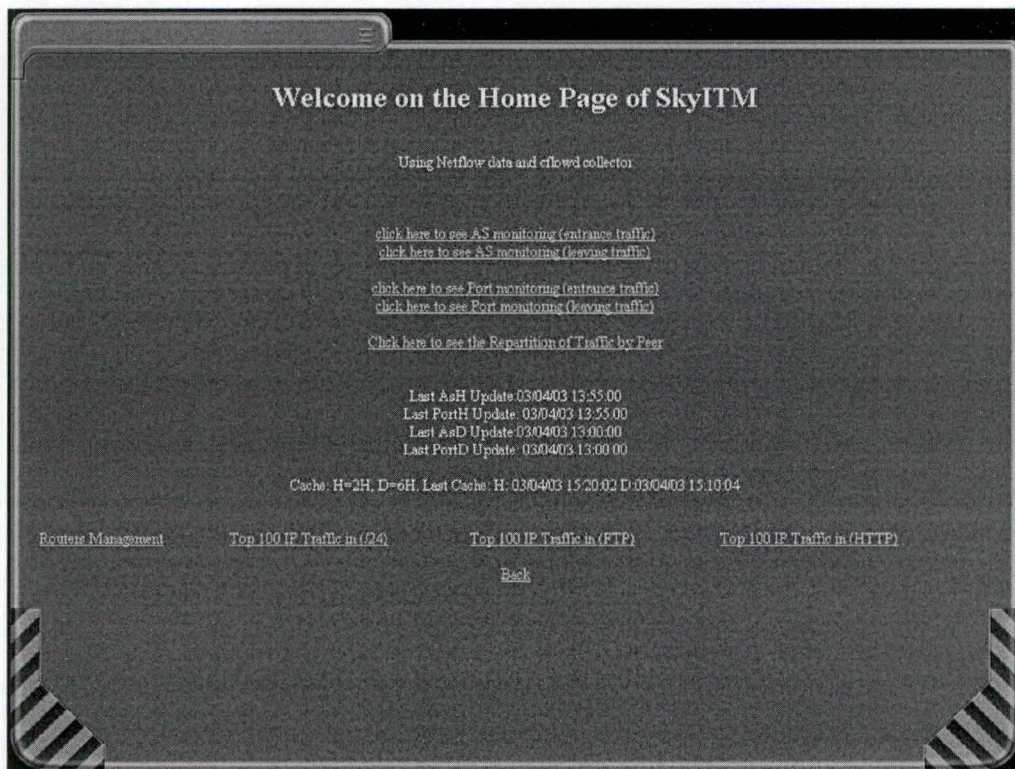 Welcome on the Home Page of SkyITM
Using Netflow data and cflowd collector
click here to see AS monitoring (entrance traffic)
click here to see AS monitoring (leaving traffic)
click here to see Port monitoring (entrance traffic)
click here to see Port monitoring (leaving traffic)
Click here to see the Repartition of Traffic by Peer
Last AsH Update:03/04/03 13:55:00
Last PortH Update: 03/04/03 13:55:00
Last AsD Update:03/04/03 13:00:00
Last PortD Update: 03/04/03 13:00:00
Cache: H=2H, D=6H, Last Cache: H: 03/04/03 15:20:02 D:03/04/03 15:10:04
Routers Management Top 100 IP Traffic in (/24) Top 100 IP Traffic in (FTP) Top 100 IP Traffic in (HTTP)
Back